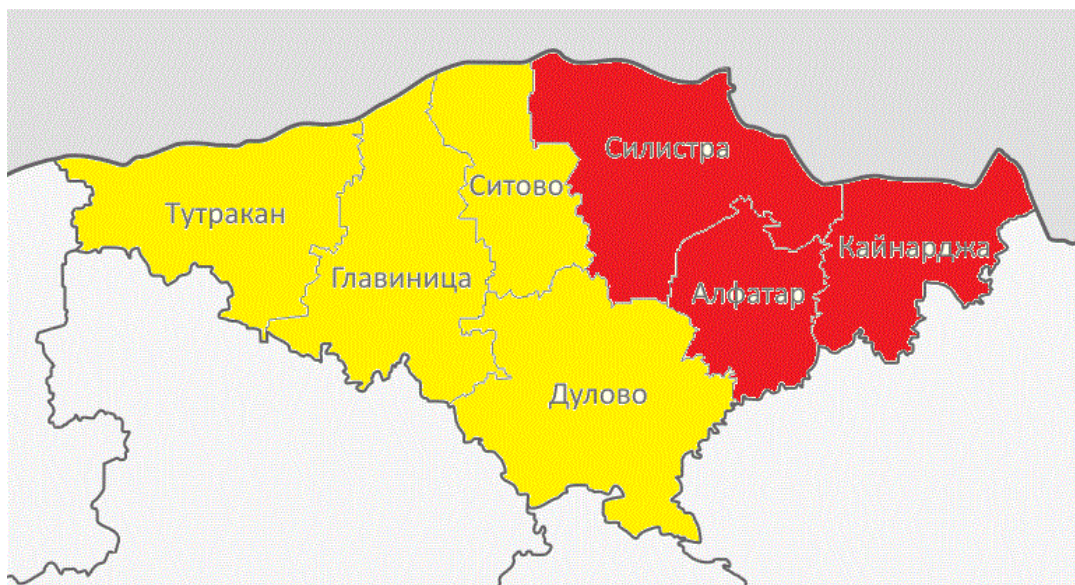 Силистра
Ситово
Тутракан
Кайнарджа
Главиница
Алфатар
Дулово